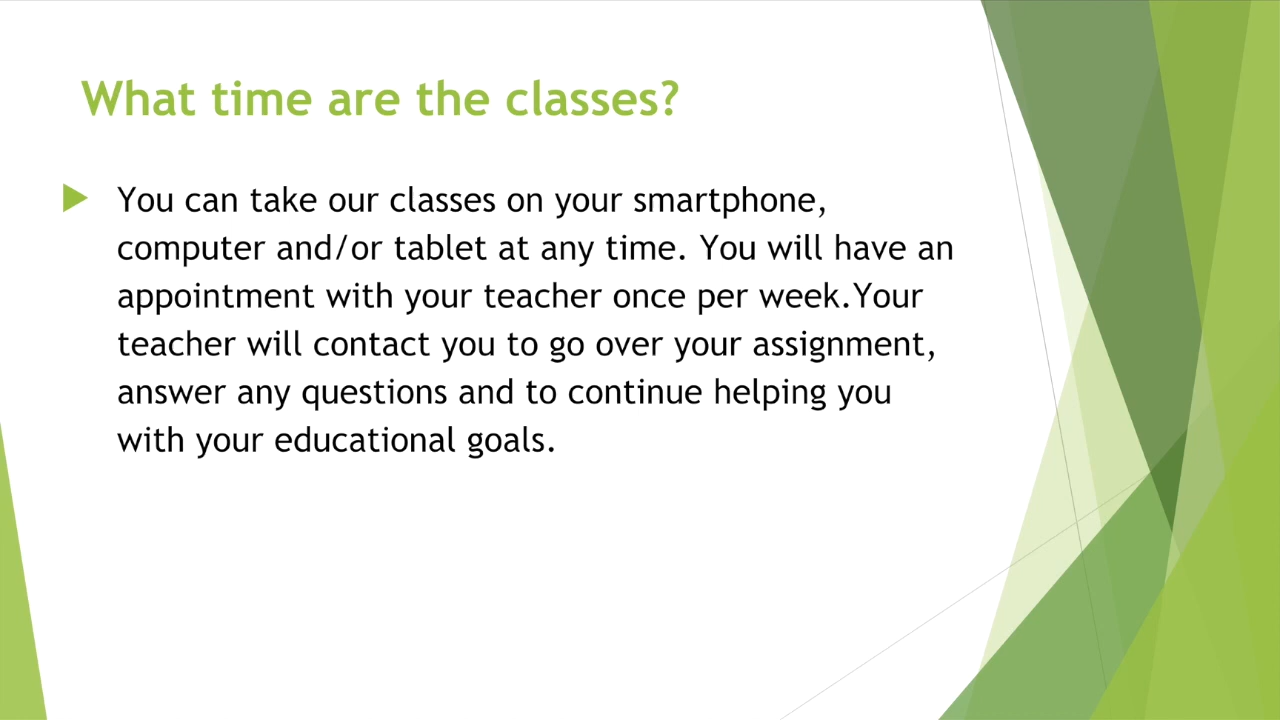 What time are the classes?
You can take our classes on your smartphone,
computer and/or tablet at any time. You will have an
appointment with your teacher once per week.Your
teacher will contact you to go over your assignment,
answer any questions and to continue helping you
with your educational goals.